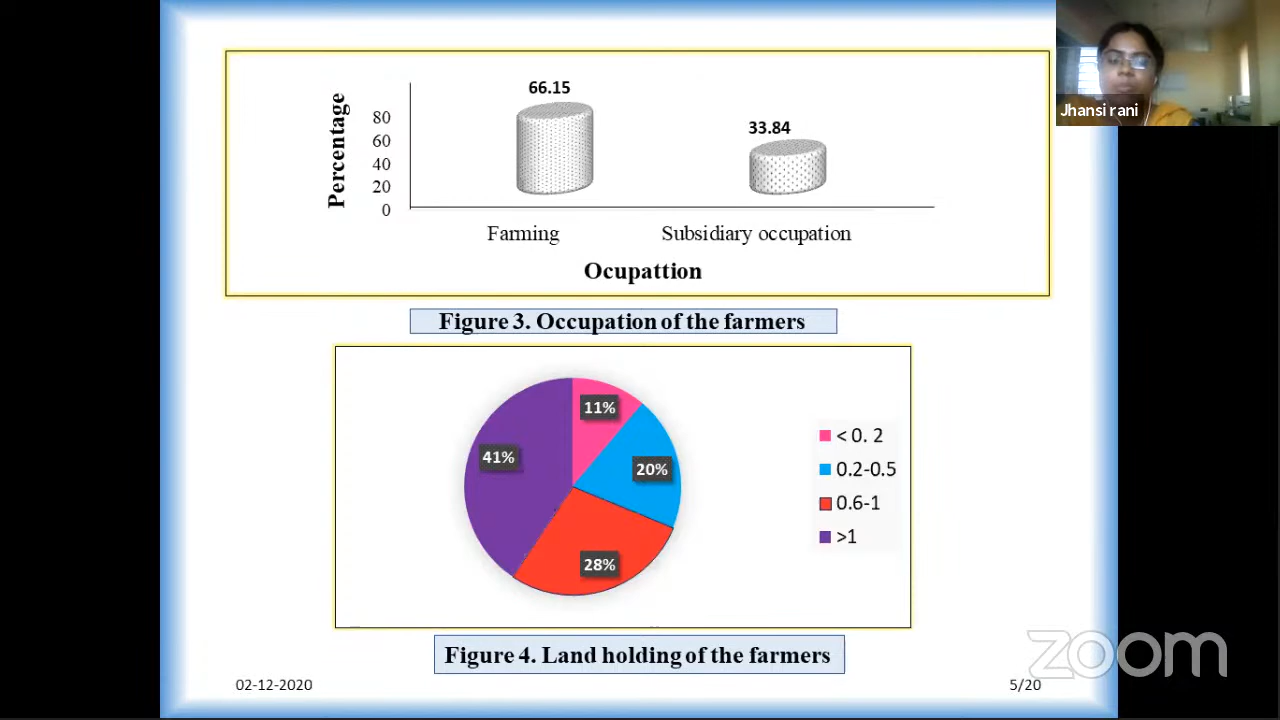 Jhansi rani
66.15
33.84
Percentage
80
60
40
20
0
Farming
Subsidiary occupation
Ocupattion
Figure 3. Occupation of the farmers
11%
20%
28%
41%
< 0. 2
0.2-0.5
0.6-1
>1
Figure 4. Land holding of the farmers
02-12-2020
5/20
zoom